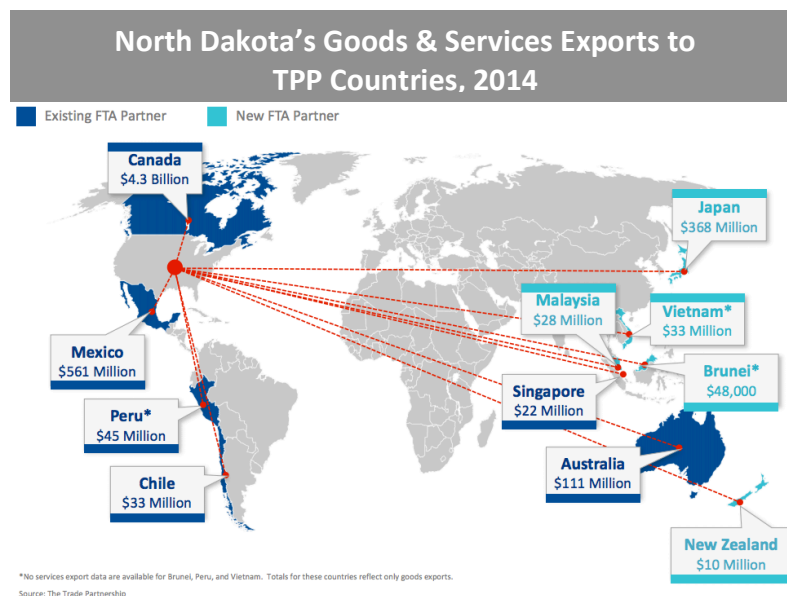 North Dakota’s Goods & Services Exports to
TPP Countries, 2014
Existing FTA Partner
New FTA Partner
Canada
$4.3 Billion
Japan
$368 Million
Malaysia
$28 Million
Vietnam*
$33 Million
Mexico
$561 Million
Brunei*
$48,000
Singapore
$22 Million
Peru*
$45 Million
Australia
$111 Million
Chile
$33 Million
New Zealand
$10 Million
*No services export data are available for Brunei, Peru, and Vietnam. Totals for these countries reflect only goods exports.
Source: The Trade Partnership